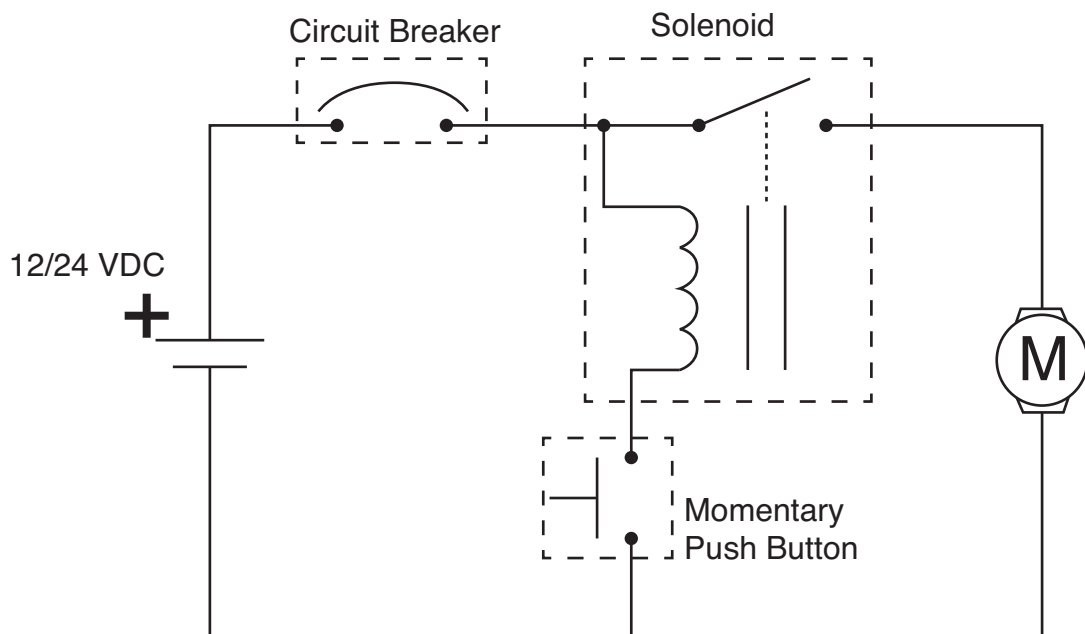 Circuit Breaker
Solenoid
12/24 VDC
+
M
Momentary
Push Button